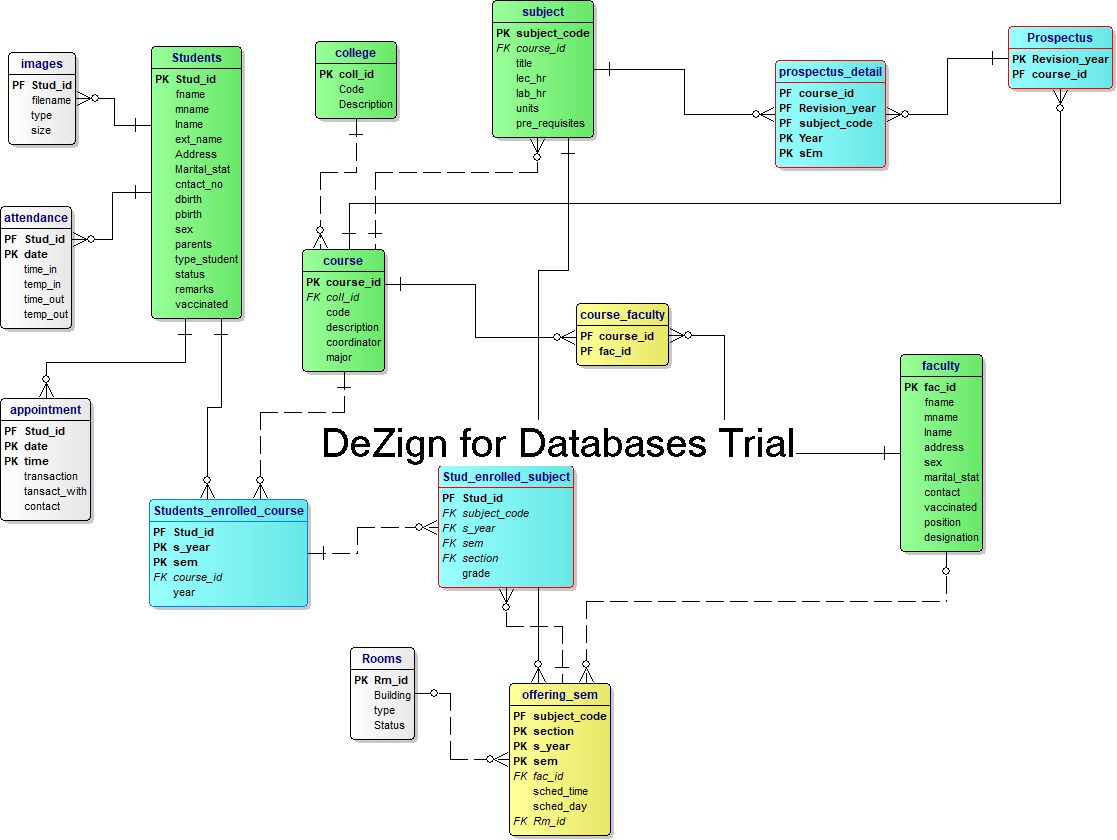 images
PF Stud_id
filename
type
size
Students
PK Stud_id
fname
mname
lname
ext_name
Address
Marital_stat
cntact_no
dbirth
pbirth
sex
parents
type_student
status
remarks
vaccinated
college
PK coll_id
Code
Description
subject
PK subject_code
FK course_id
title
lec_hr
lab_hr
units
pre_requisites
prospectus_detail
PF course_id
PF Revision_year
PF subject_code
PK Year
PK sEm
Prospectus
PK Revision_year
PF course_id
attendance
PF Stud_id
PK date
time_in
temp_in
time_out
temp_out
course
PK course_id
FK coll_id
code
description
coordinator
major
course_faculty
PF course_id
PF fac_id
faculty
PK fac_id
fname
mname
lname
address
sex
marital_stat
contact
vaccinated
position
designation
appointment
PF Stud_id
PK date
PK time
transaction
tansact_with
contact
DeZign for Databases Trial
Students_enrolled_course
PF Stud_id
PK s_year
PK sem
FK course_id
year
Stud_enrolled_subject
PF Stud_id
FK subject_code
FK s_year
FK sem
FK section
grade
Rooms
PK Rm_id
Building
type
Status
offering_sem
PF subject_code
PK section
PK s_year
PK sem
FK fac_id
sched_time
sched_day
FK Rm_id